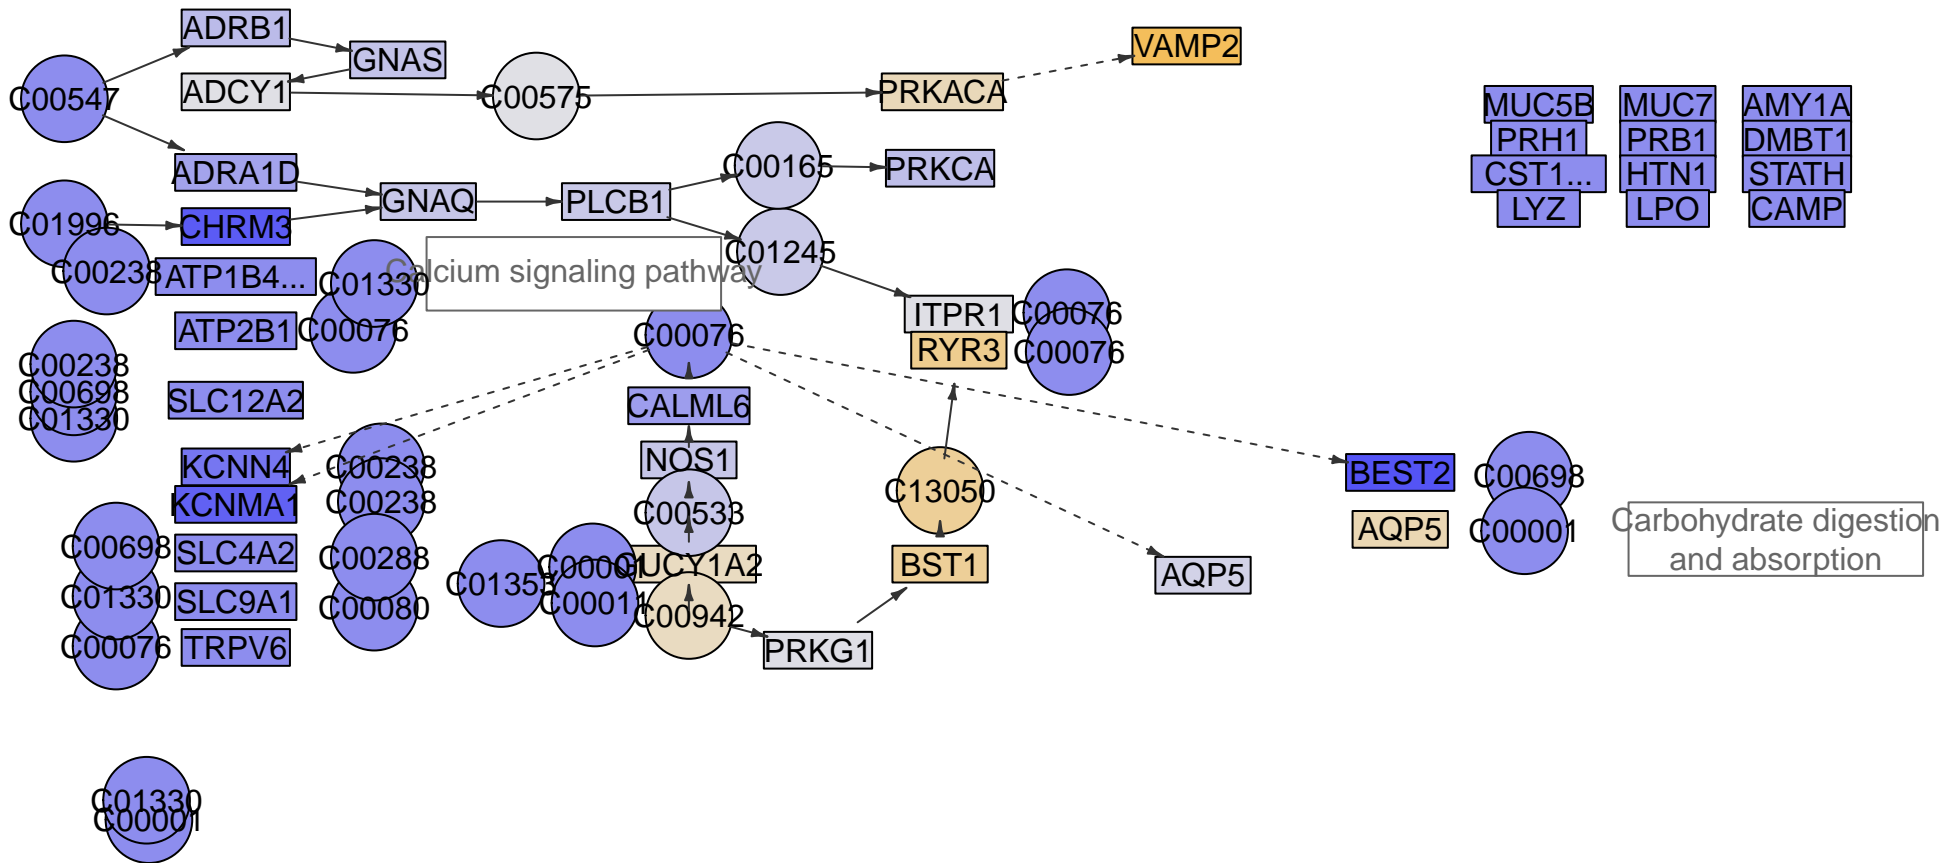 ADRB1
GNAS
VAMP2
C00547
ADCY1
C00575
PRKACA
MUC5B
MUC7
AMY1A
PRH1
PRB1
DMBT1
ADRA1D
C00165
PRKCA
CST1...
HTN1
STATH
GNAQ
PLCB1
LYZ
LPO
CAMP
C01996
CHRM3
C01245
C00238
ATP1B4...
C01330
Calcium signaling pathway
ATP2B1
C00076
C00076
ITPR1
C00076
RYR3
C00076
C00238
C00698
C01330
SLC12A2
CALML6
KCNN4
C00238
NOS1
KCNMA1
C00238
C00533
C13050
BEST2
C00698
AQP5
C00001
Carbohydrate digestion
and absorption
C00698
SLC4A2
C00288
C01353
C00001
GUCY1A2
BST1
AQP5
C01330
SLC9A1
C00080
C00011
C00942
C00076
TRPV6
PRKG1
C01330
C00001